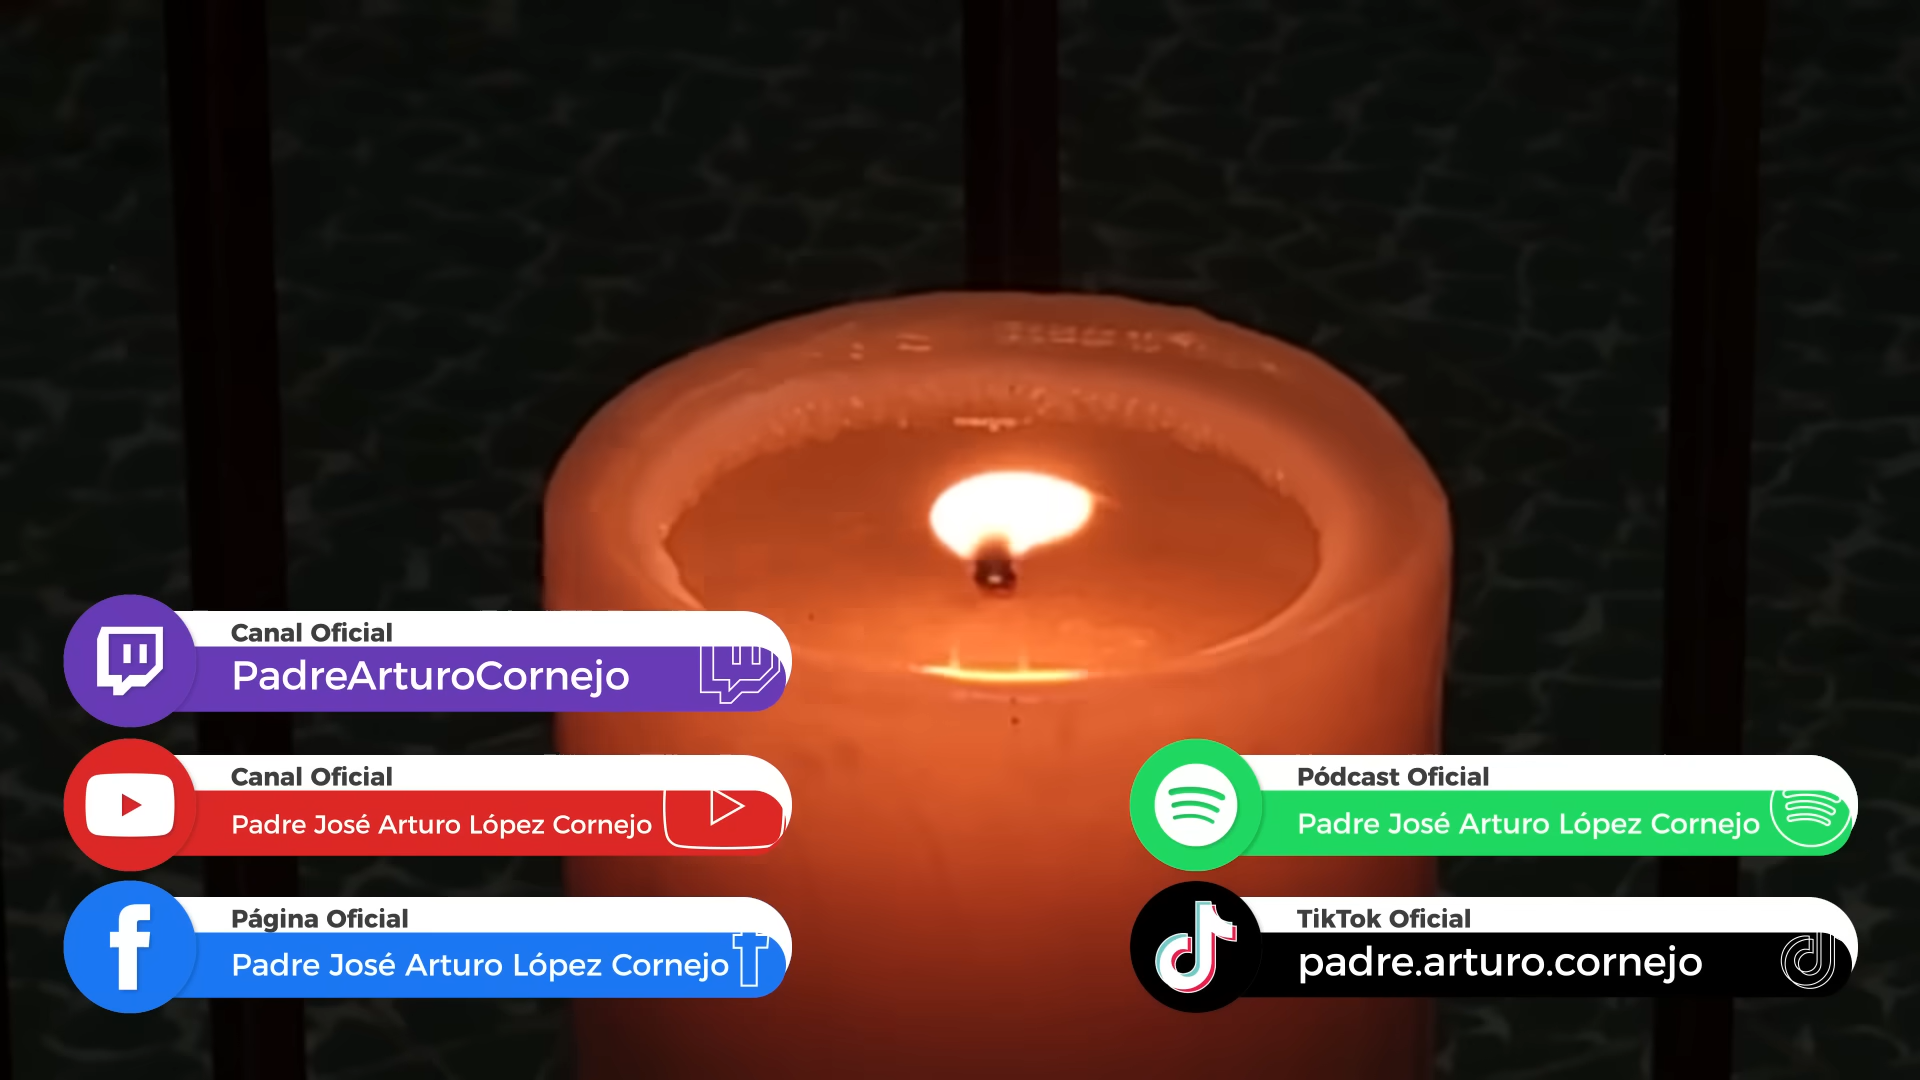 Canal Oficial
PadreArturoCornejo
Canal Oficial
Padre José Arturo López Cornejo
Página Oficial
Padre José Arturo López Cornejo
Pódcast Oficial
Padre José Arturo López Cornejo
TikTok Oficial
padre.arturo.cornejo